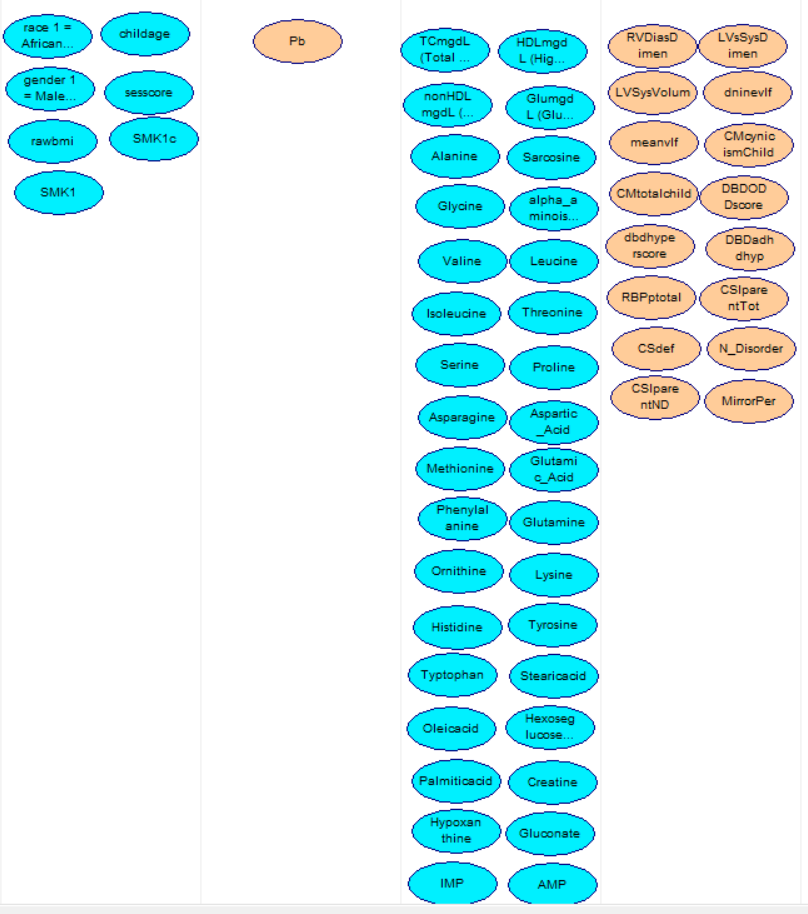 race 1 =
African...
childage
gender 1
= Male...
sesscore
rawbmi
SMK1c
SMK1
Pb
TCmgdL
(Total ...
HDLmgd
L (Hig...
nonHDL
mgdL (...
Glumgd
L (Glu...
Alanine
Sarcosine
Glycine
alpha_a
minois...
Valine
Leucine
Isoleucine
Threonine
Serine
Proline
Asparagine
Aspartic
_Acid
Methionine
Glutami
c_Acid
Phenylal
anine
Glutamine
Ornithine
Lysine
Histidine
Tyrosine
Typtophan
Stearicacid
Oleicacid
Hexoseg
lucose...
Palmiticacid
Creatine
Hypoxan
thine
Gluconate
IMP
AMP
RVDiasD
imen
LVsSysD
imen
LVSysVolum
dninevlf
meanvlf
CMcynic
ismChild
CMtotalchild
DBDOD
Dscore
dbdhype
rscore
DBDadh
dhyp
RBPptotal
CSIpare
ntTot
CSdef
N_Disorder
CSIpare
ntND
MirrorPer